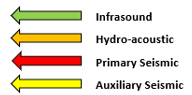 Infrasound
Hydro-acoustic
Primary Seismic
Auxiliary Seismic